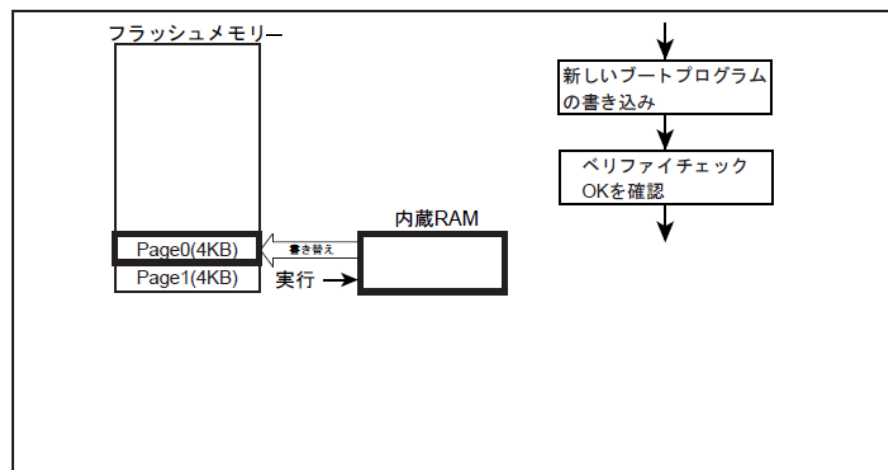 フラッシュメモリー
新しいブートプログラム
の書き込み
ベリファイチェック
OKを確認
内蔵RAM
Page0(4KB)
書き替え
Page1(4KB)
実行